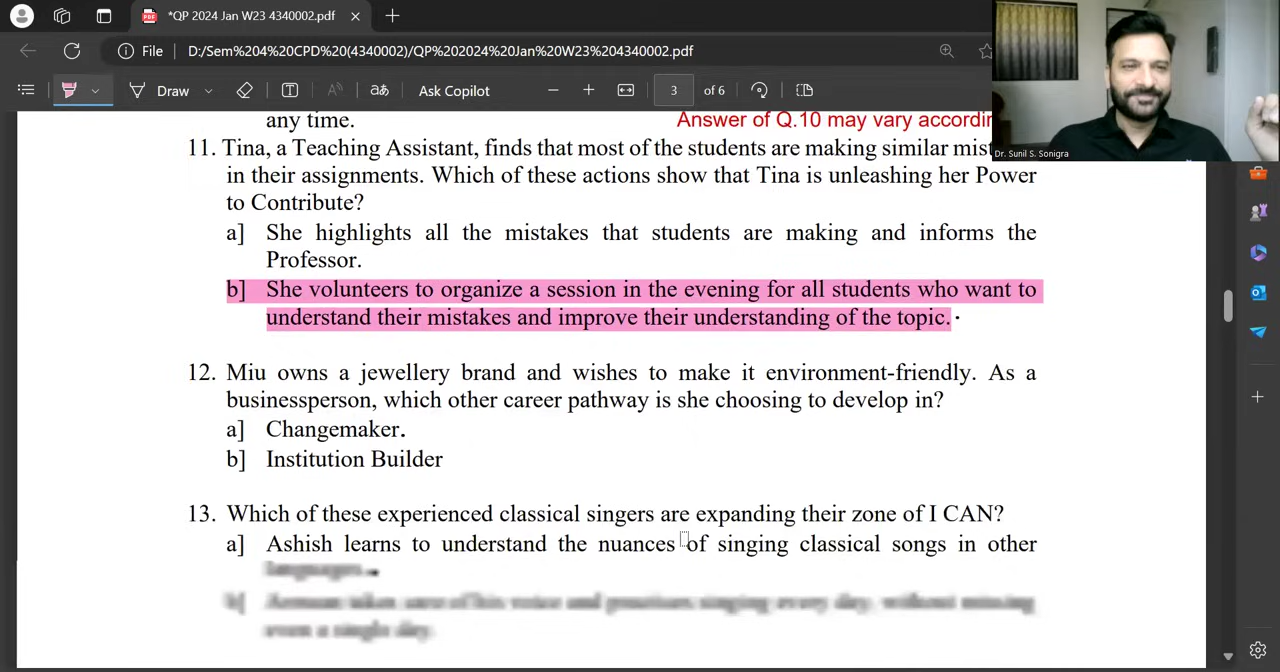 *QP 2024 Jan W23 4340002.pdf
File D:/Sem%204%20CPD%20(4340002)/QP%202024%20Jan%20W23%204340002.pdf
Draw Ask Copilot 3 of 6
any time. Answer of Q.10 may vary accordin
Dr. Sunil S. Sonigra
11. Tina, a Teaching Assistant, finds that most of the students are making similar mist
in their assignments. Which of these actions show that Tina is unleashing her Power
to Contribute?
a] She highlights all the mistakes that students are making and informs the
Professor.
b] She volunteers to organize a session in the evening for all students who want to
understand their mistakes and improve their understanding of the topic.
12. Miu owns a jewellery brand and wishes to make it environment-friendly. As a
businessperson, which other career pathway is she choosing to develop in?
a] Changemaker.
b] Institution Builder
13. Which of these experienced classical singers are expanding their zone of I CAN?
a] Ashish learns to understand the nuances of singing classical songs in other